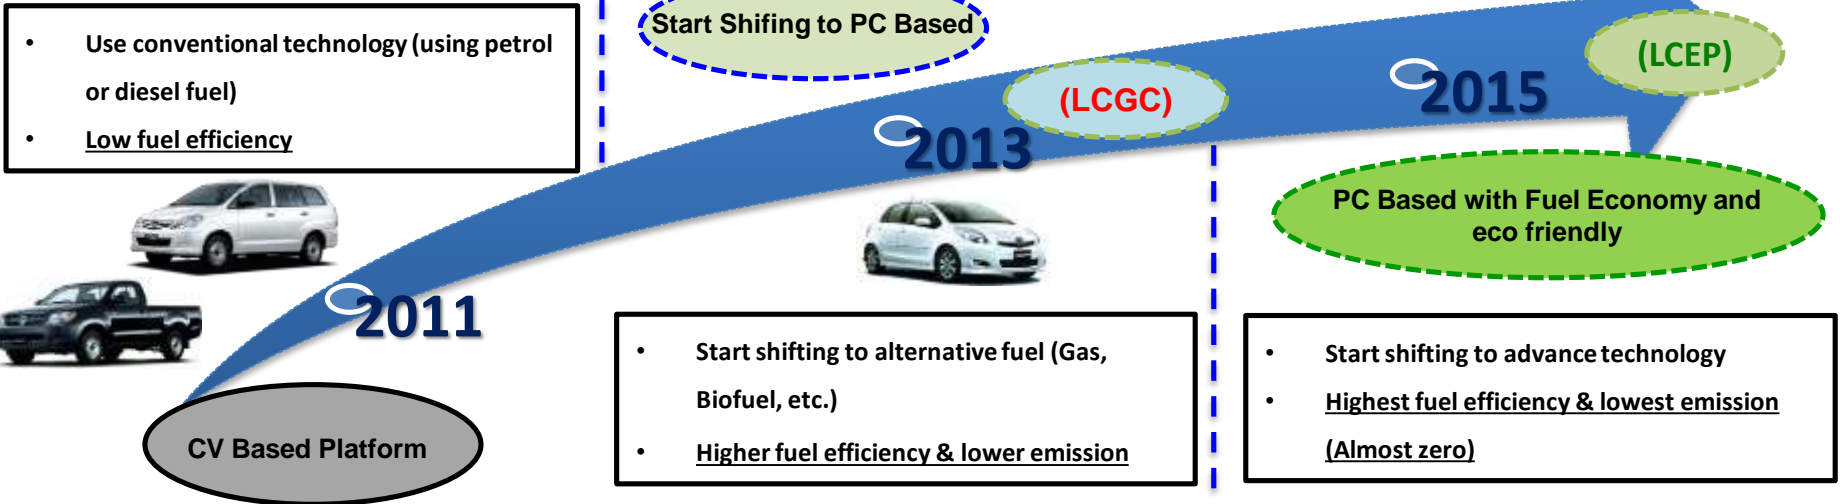 • Use conventional technology (using petrol
or diesel fuel)
• Low fuel efficiency
Start Shifing to PC Based
(LCGC)
(LCEP)
2011
2013
2015
PC Based with Fuel Economy and
eco friendly
CV Based Platform
• Start shifting to alternative fuel (Gas,
Biofuel, etc.)
• Higher fuel efficiency & lower emission
• Start shifting to advance technology
• Highest fuel efficiency & lowest emission
(Almost zero)